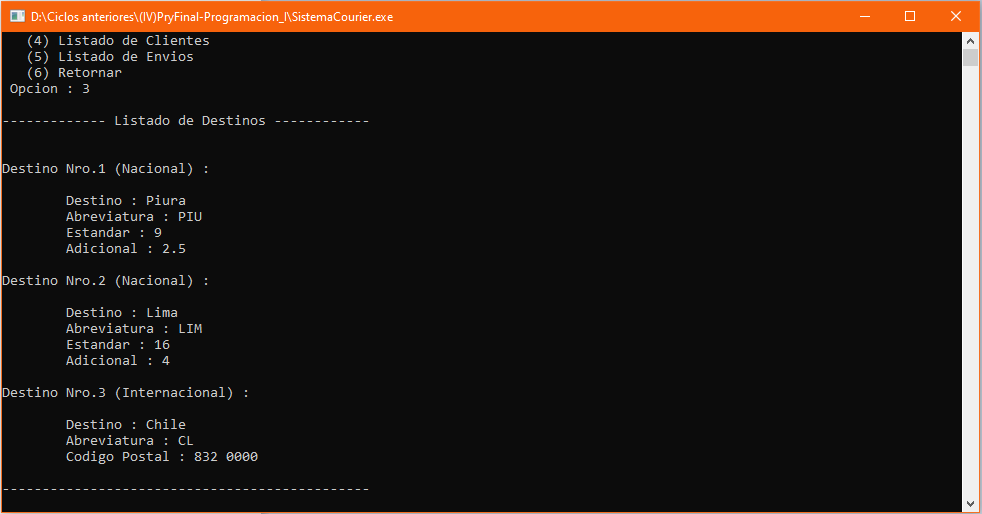 D:\Ciclos anteriores\(IV)PryFinal-Programacion_I\SistemaCourier.exe
(4) Listado de Clientes
(5) Listado de Envios
(6) Retornar
Opcion : 3
------------- Listado de Destinos ------------
Destino Nro.1 (Nacional) :
Destino : Piura
Abreviatura : PIU
Estandar : 9
Adicional : 2.5
Destino Nro.2 (Nacional) :
Destino : Lima
Abreviatura : LIM
Estandar : 16
Adicional : 4
Destino Nro.3 (Internacional) :
Destino : Chile
Abreviatura : CL
Codigo Postal : 832 0000
----------------------------------------------